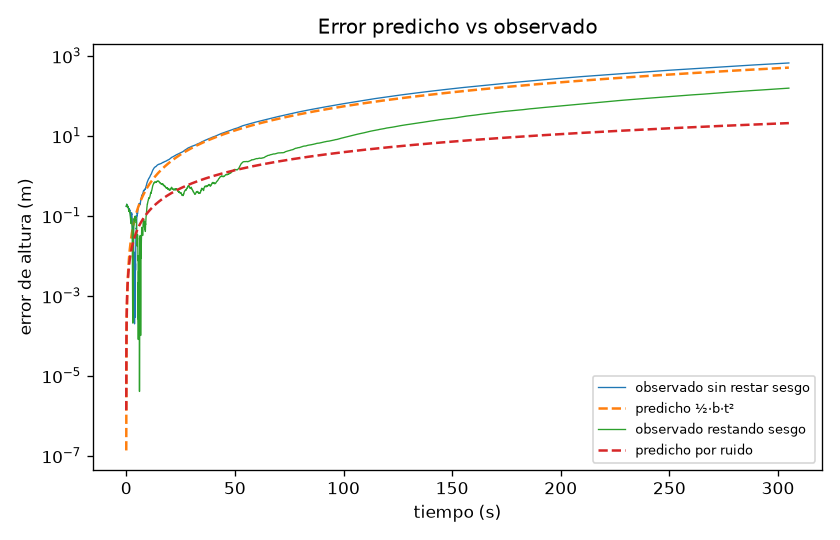 Error predicho vs observado
error de altura (m)
10³
10¹
10⁻¹
10⁻³
10⁻⁵
10⁻⁷
observado sin restar sesgo
predicho ½·b·t²
observado restando sesgo
predicho por ruido
0 50 100 150 200 250 300
tiempo (s)